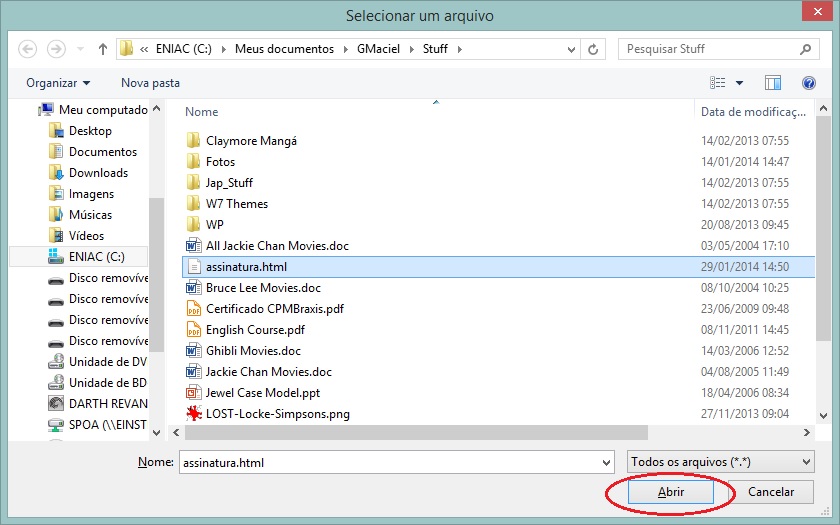 Selecionar um arquivo
« ENIAC (C:) Meus documentos GMaciel Stuff
Pesquisar Stuff
Organizar Nova pasta
Meu computado
Desktop
Documentos
Downloads
Imagens
Músicas
Vídeos
ENIAC (C:)
Disco removíve
Disco removíve
Disco removíve
Disco removíve
Unidade de DV
Unidade de BD
DARTH REVAN
SPOA (\\EINST
Nome Data de modificaç...
Claymore Mangá 14/02/2013 07:55
Fotos 14/01/2014 14:47
Jap_Stuff 14/02/2013 07:55
W7 Themes 14/02/2013 07:55
WP 20/08/2013 09:45
All Jackie Chan Movies.doc 03/05/2004 17:10
assinatura.html 29/01/2014 14:50
Bruce Lee Movies.doc 08/10/2004 10:25
Certificado CPMBraxis.pdf 23/06/2009 09:48
English Course.pdf 08/11/2011 14:45
Ghibli Movies.doc 14/03/2006 12:52
Jackie Chan Movies.doc 04/08/2005 11:49
Jewel Case Model.ppt 18/04/2006 08:34
LOST-Locke-Simpsons.png 27/11/2013 09:04
Nome: assinatura.html Todos os arquivos (*.*)
Abrir Cancelar